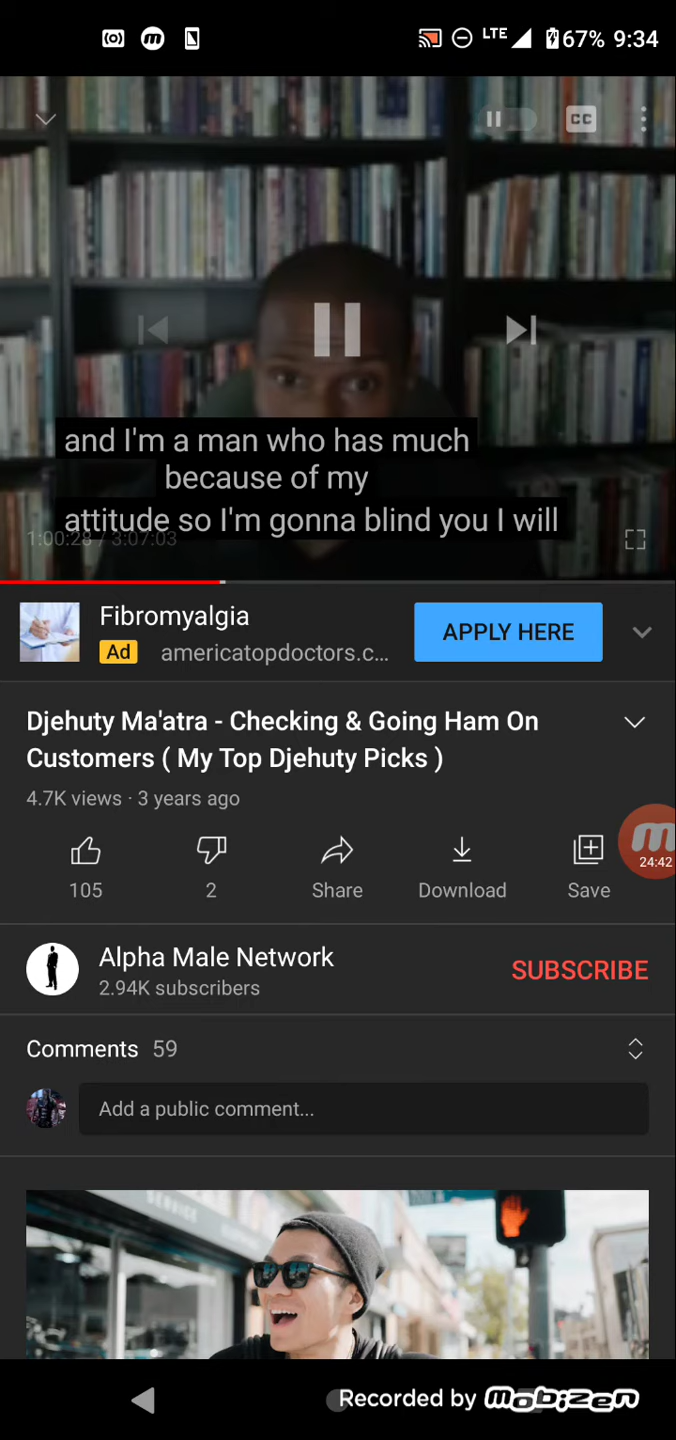 LTE 67% 9:34
CC
and I'm a man who has much
because of my
attitude so I'm gonna blind you I will
1:00:28 / 3:07:03
Fibromyalgia
APPLY HERE
Ad americatopdoctors.c...
Djehuty Ma'atra - Checking & Going Ham On
Customers ( My Top Djehuty Picks )
4.7K views · 3 years ago
24:42
105 2 Share Download Save
Alpha Male Network
SUBSCRIBE
2.94K subscribers
Comments 59
Add a public comment...
SERVICE
Recorded by mobizen